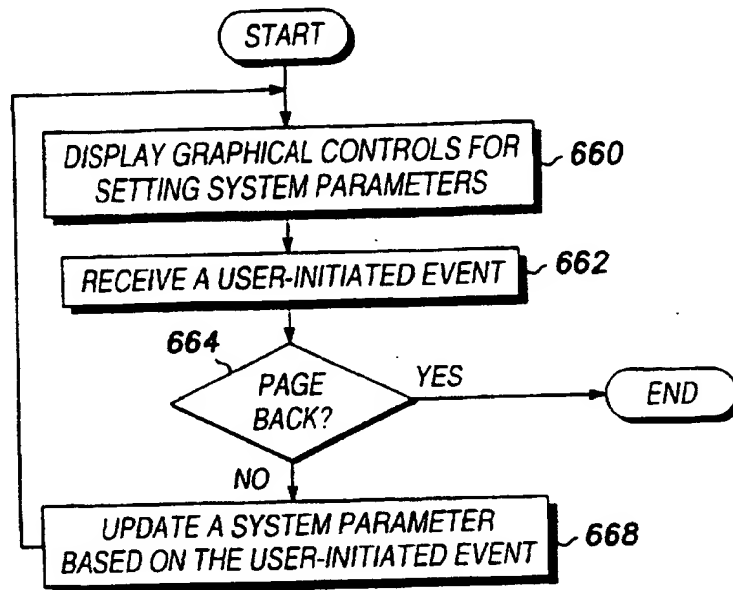 START
DISPLAY GRAPHICAL CONTROLS FOR
SETTING SYSTEM PARAMETERS
660
RECEIVE A USER-INITIATED EVENT
662
664
PAGE
BACK?
YES
END
NO
UPDATE A SYSTEM PARAMETER
BASED ON THE USER-INITIATED EVENT
668